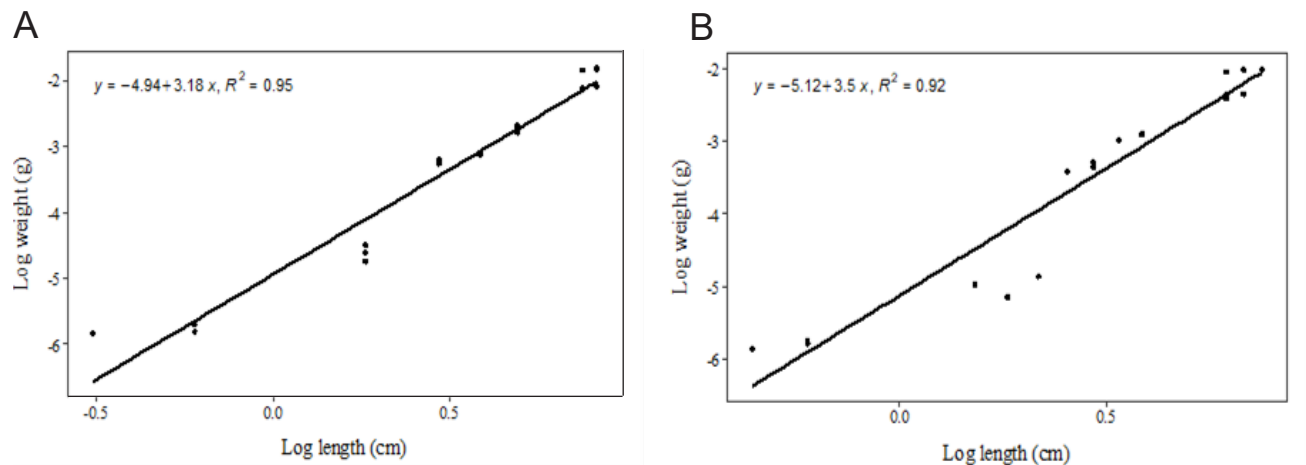 A
y = −4.94+3.18 x, R² = 0.95
-2
-3
-4
-5
-6
Log weight (g)
-0.5
0.0
0.5
Log length (cm)
B
y = −5.12+3.5 x, R² = 0.92
-2
-3
-4
-5
-6
Log weight (g)
0.0
0.5
Log length (cm)